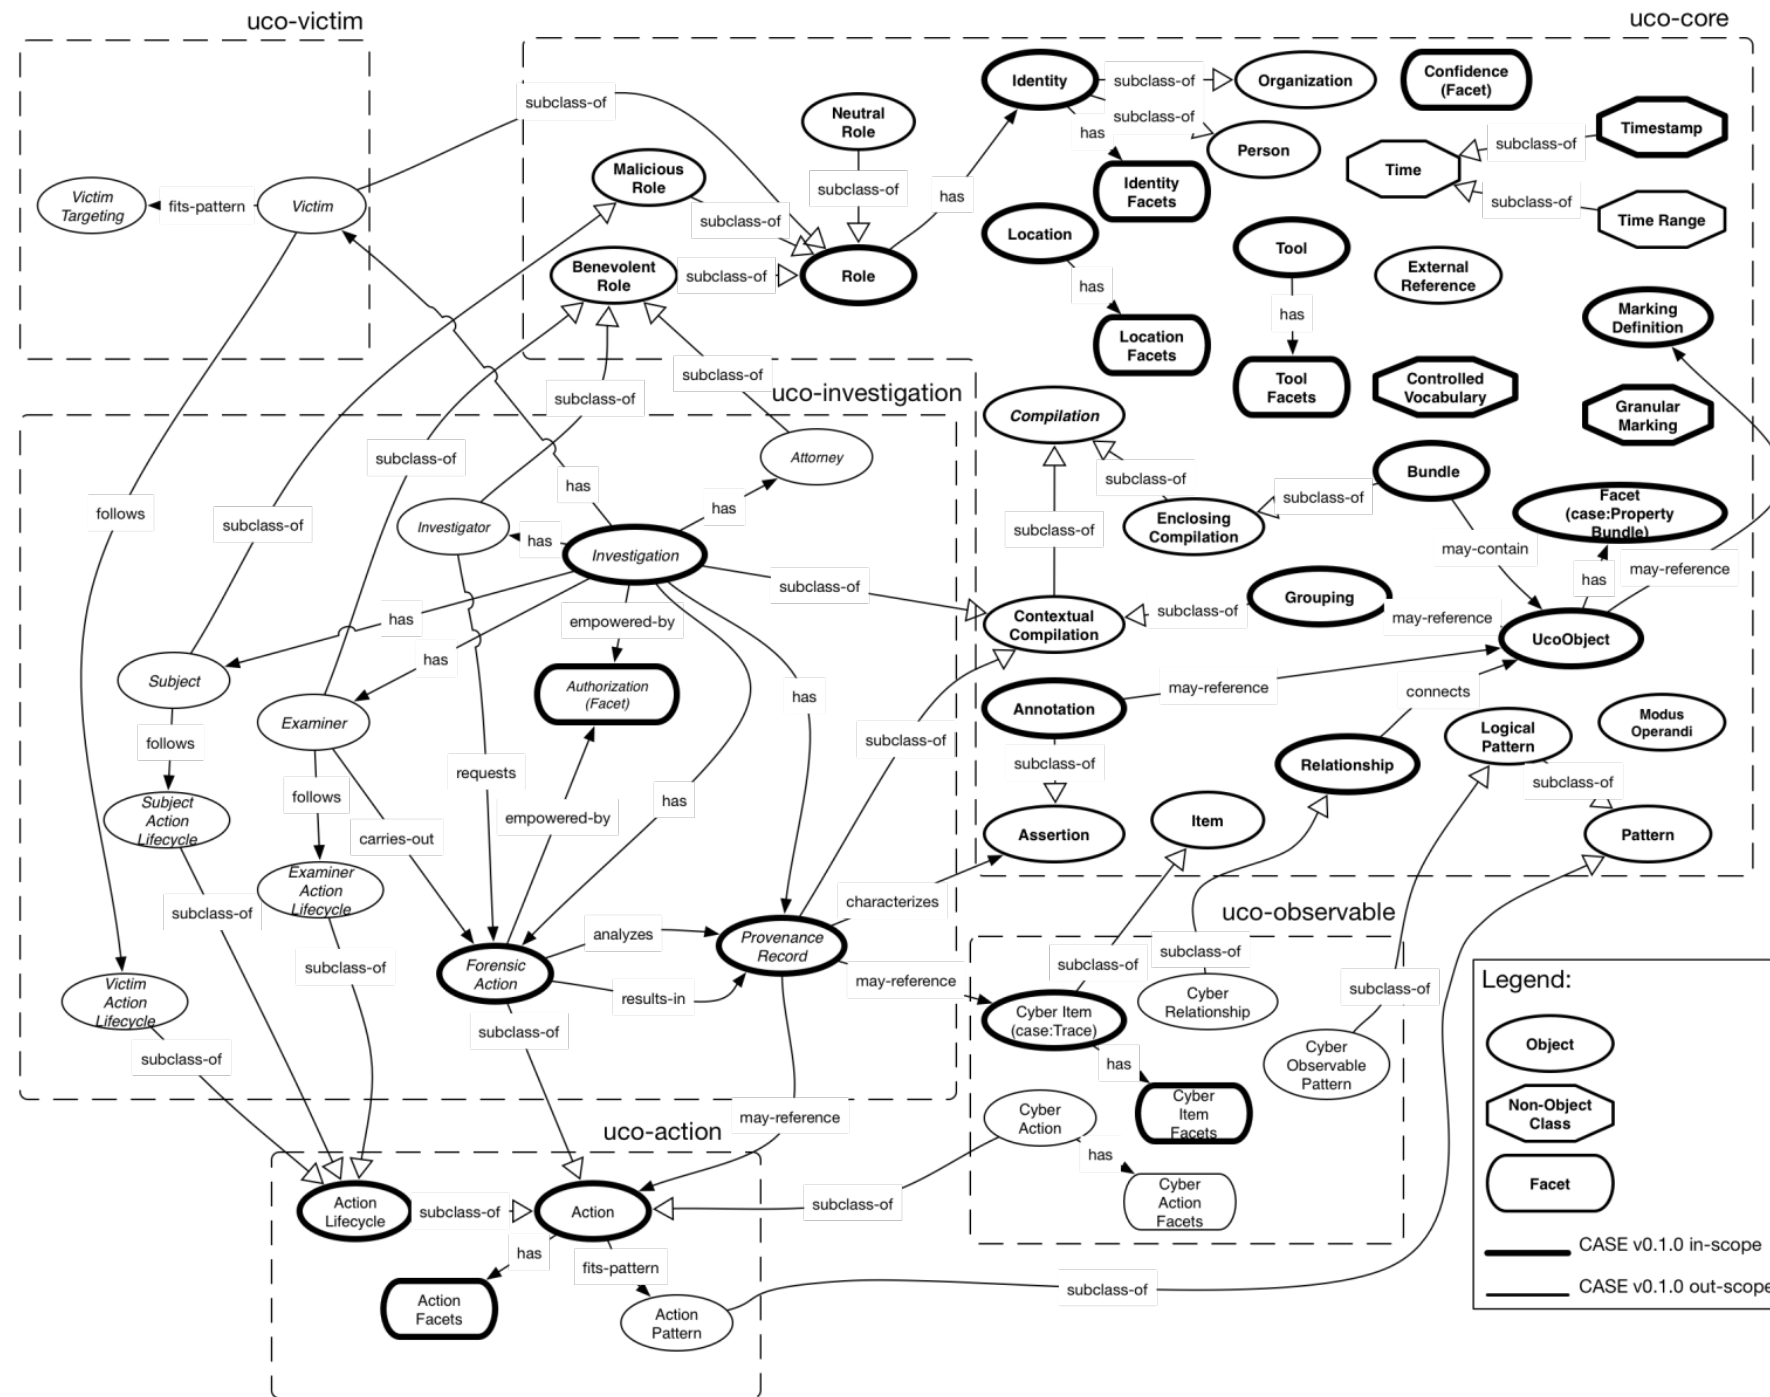 uco-victim
uco-core
Identity
subclass-of
Organization
Confidence
(Facet)
subclass-of
subclass-of
Neutral
Role
has
Person
Timestamp
subclass-of
Time
Malicious
Role
Identity
Facets
Victim
Targeting
fits-pattern
Victim
subclass-of
has
subclass-of
Time Range
subclass-of
Location
Tool
Benevolent
Role
subclass-of
Role
External
Reference
has
has
Marking
Definition
Location
Facets
subclass-of
Tool
Facets
Controlled
Vocabulary
uco-investigation
subclass-of
Compilation
Granular
Marking
Attorney
subclass-of
Bundle
subclass-of
has
subclass-of
has
follows
subclass-of
Investigator
has
Investigation
subclass-of
Enclosing
Compilation
Facet
(case:Property
Bundle)
may-contain
has
may-reference
subclass-of
Grouping
subclass-of
may-reference
has
empowered-by
Contextual
Compilation
UcoObject
has
Subject
Authorization
(Facet)
has
may-reference
connects
Examiner
Annotation
Logical
Pattern
Modus
Operandi
follows
subclass-of
subclass-of
Relationship
requests
subclass-of
follows
has
Subject
Action
Lifecycle
empowered-by
carries-out
Assertion
Item
Pattern
Examiner
Action
Lifecycle
subclass-of
characterizes
uco-observable
analyzes
Provenance
Record
subclass-of
subclass-of
subclass-of
Forensic
Action
may-reference
subclass-of
Legend:
Victim
Action
Lifecycle
results-in
Cyber
Relationship
Cyber Item
(case:Trace)
subclass-of
subclass-of
Object
Cyber
Observable
Pattern
has
Cyber
Item
Facets
Cyber
Action
Non-Object
Class
may-reference
uco-action
has
Cyber
Action
Facets
Facet
Action
Lifecycle
subclass-of
Action
subclass-of
has
fits-pattern
CASE v0.1.0 in-scope
subclass-of
CASE v0.1.0 out-scope
Action
Facets
Action
Pattern